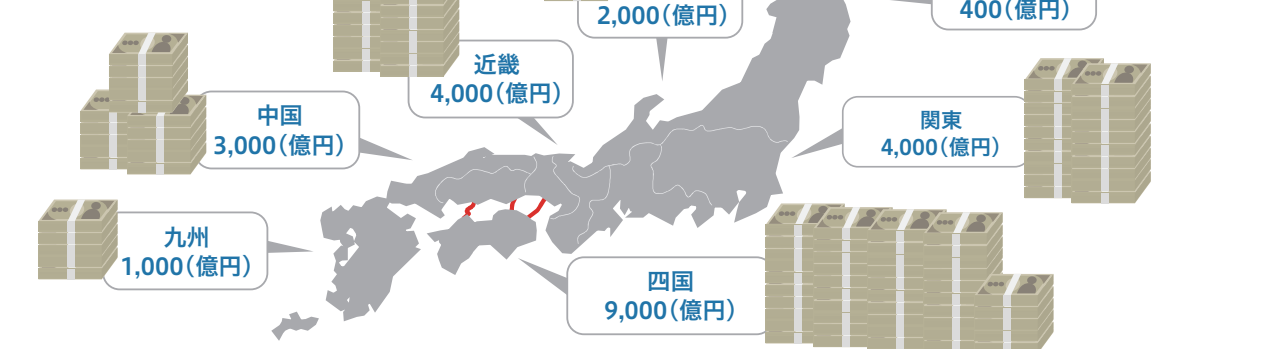 2,000(億円)
400(億円)
近畿
4,000(億円)
中国
3,000(億円)
関東
4,000(億円)
九州
1,000(億円)
四国
9,000(億円)